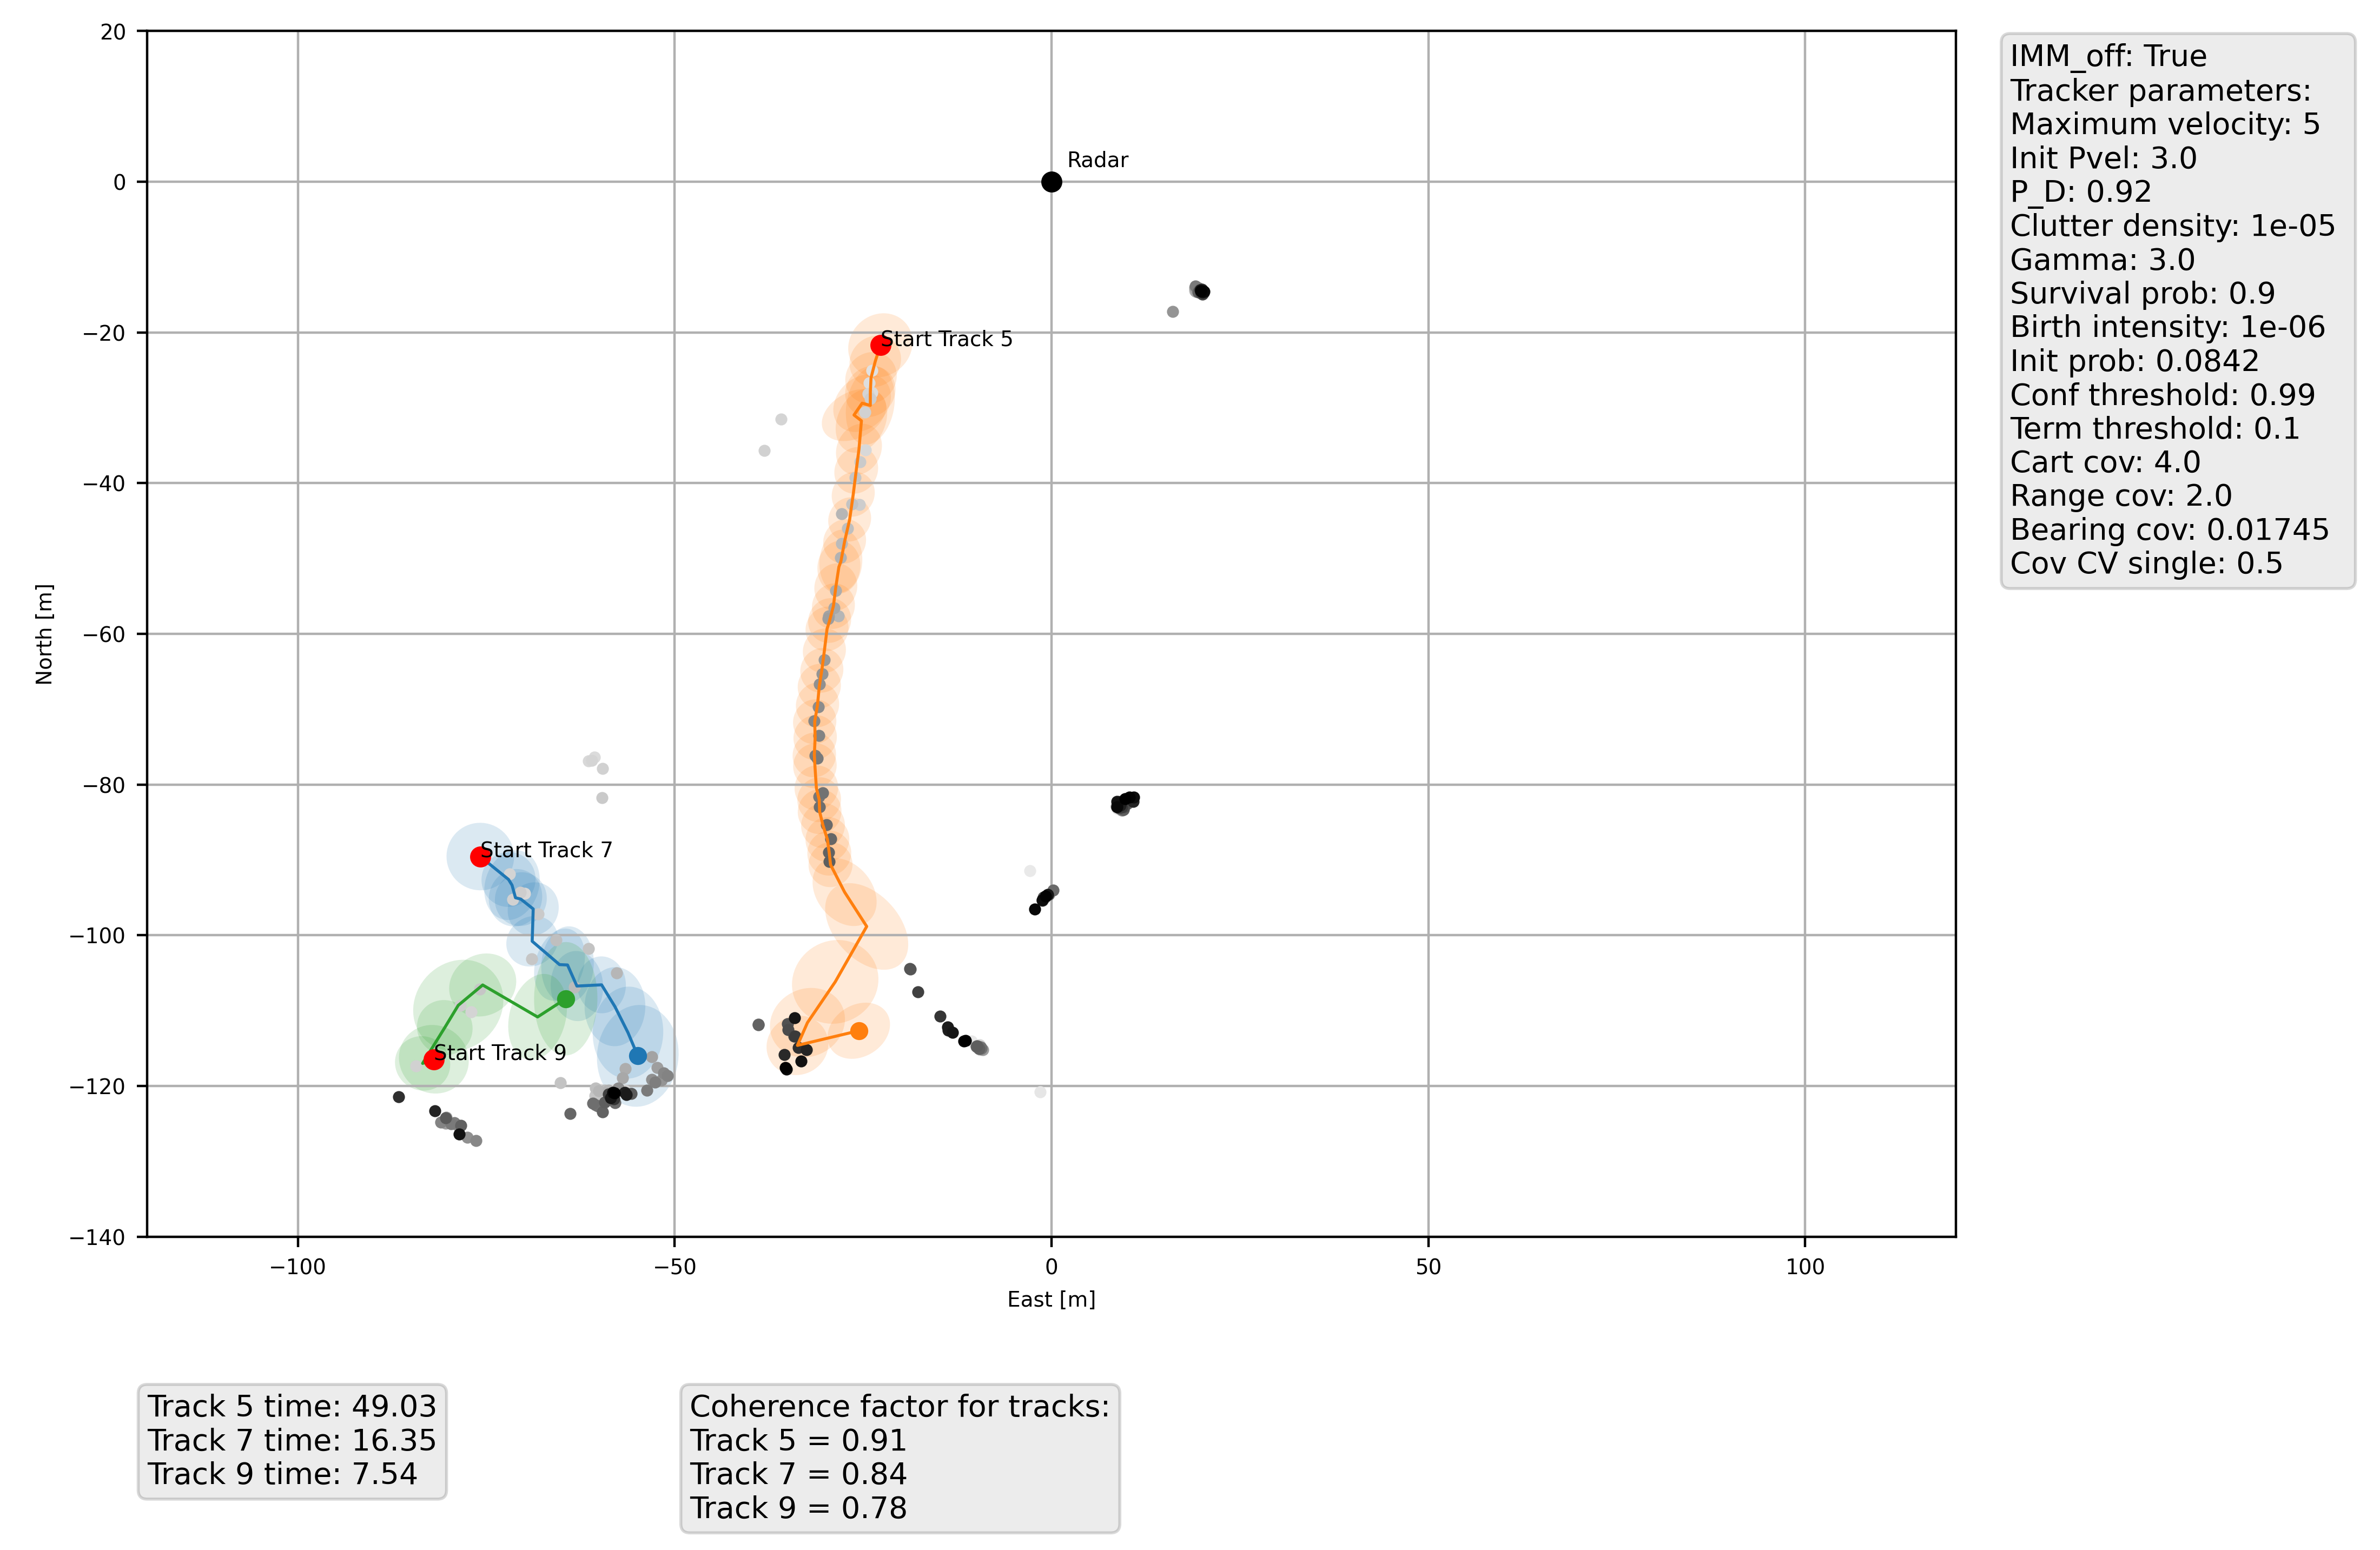 20
0
−20
−40
−60
−80
−100
−120
−140
North [m]
Radar
Start Track 5
Start Track 7
Start Track 9
−100
−50
0
50
100
East [m]
IMM_off: True
Tracker parameters:
Maximum velocity: 5
Init Pvel: 3.0
P_D: 0.92
Clutter density: 1e-05
Gamma: 3.0
Survival prob: 0.9
Birth intensity: 1e-06
Init prob: 0.0842
Conf threshold: 0.99
Term threshold: 0.1
Cart cov: 4.0
Range cov: 2.0
Bearing cov: 0.01745
Cov CV single: 0.5
Track 5 time: 49.03
Track 7 time: 16.35
Track 9 time: 7.54
Coherence factor for tracks:
Track 5 = 0.91
Track 7 = 0.84
Track 9 = 0.78